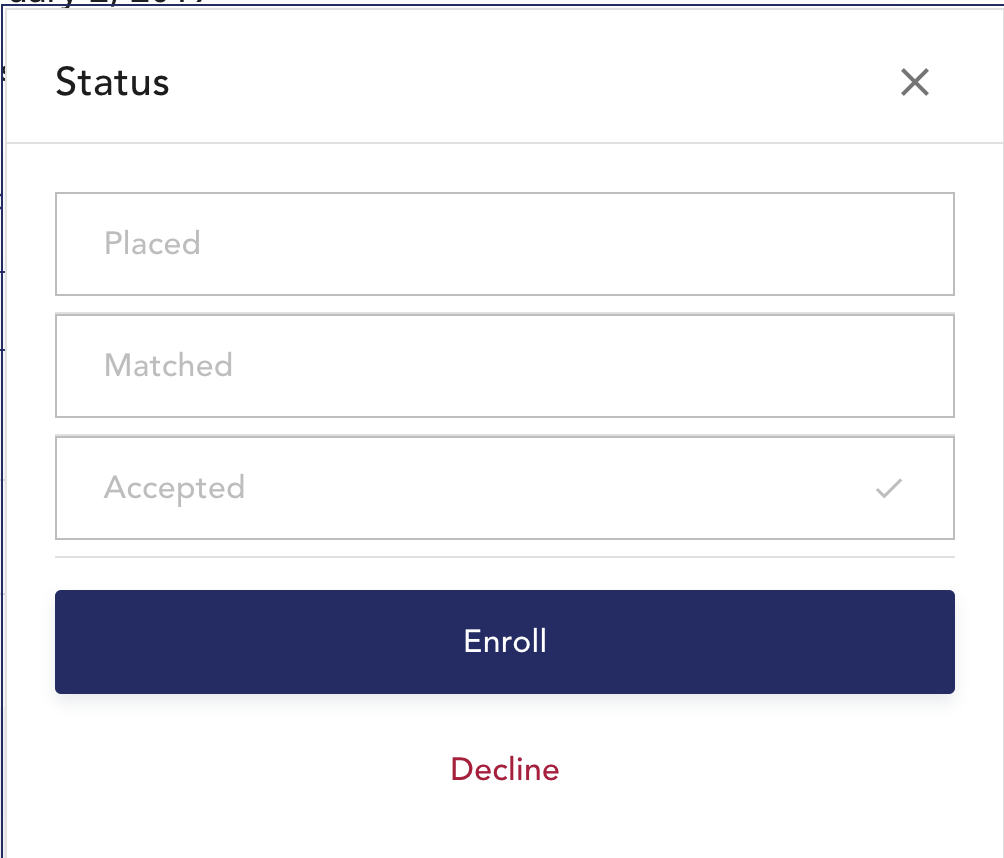 Status
Placed
Matched
Accepted
Enroll
Decline